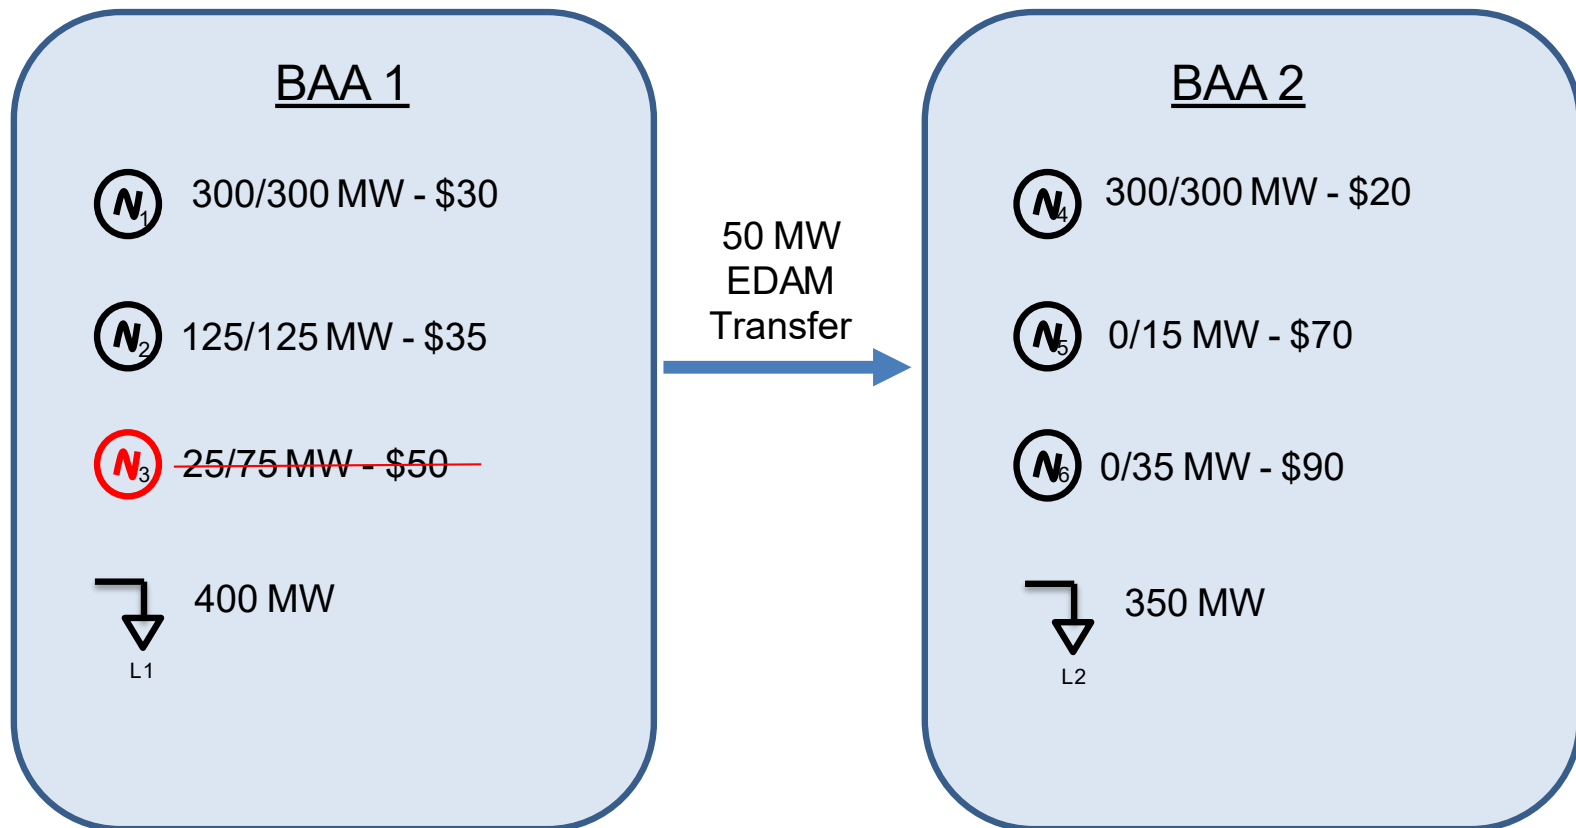 BAA 1
N1 300/300 MW - $30
N2 125/125 MW - $35
N3 25/75 MW - $50
400 MW
L1
50 MW
EDAM
Transfer
BAA 2
N4 300/300 MW - $20
N5 0/15 MW - $70
N6 0/35 MW - $90
350 MW
L2